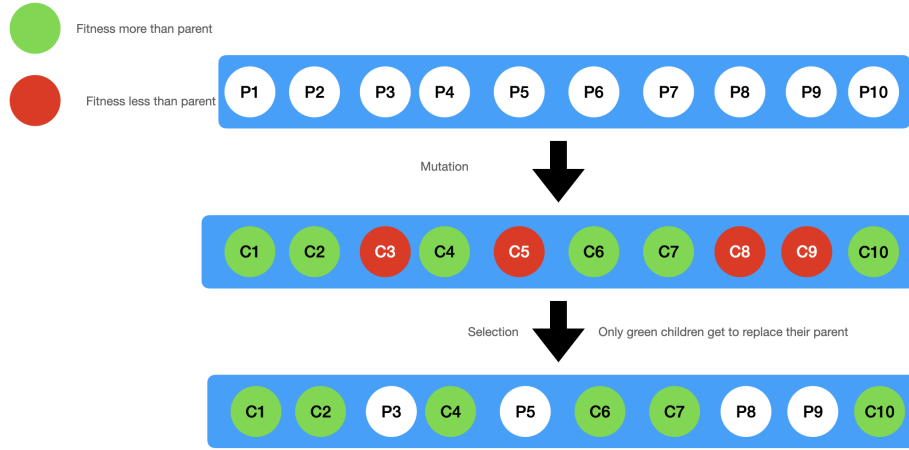 Fitness more than parent
Fitness less than parent
P1 P2 P3 P4 P5 P6 P7 P8 P9 P10
Mutation
C1 C2 C3 C4 C5 C6 C7 C8 C9 C10
Selection Only green children get to replace their parent
C1 C2 P3 C4 P5 C6 C7 P8 P9 C10